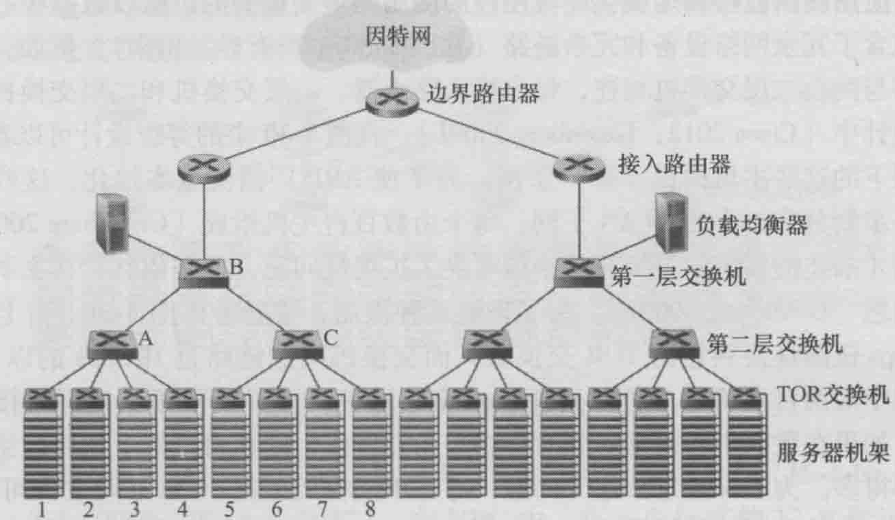 因特网
边界路由器
接入路由器
负载均衡器
B
第一层交换机
A
C
第二层交换机
TOR交换机
服务器机架
1 2 3 4 5 6 7 8